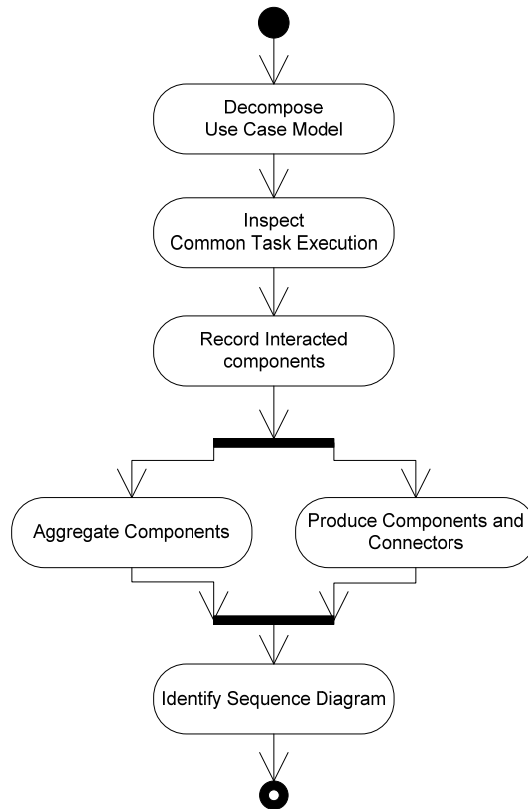 Decompose
Use Case Model
Inspect
Common Task Execution
Record Interacted
components
Aggregate Components
Produce Components and
Connectors
Identify Sequence Diagram